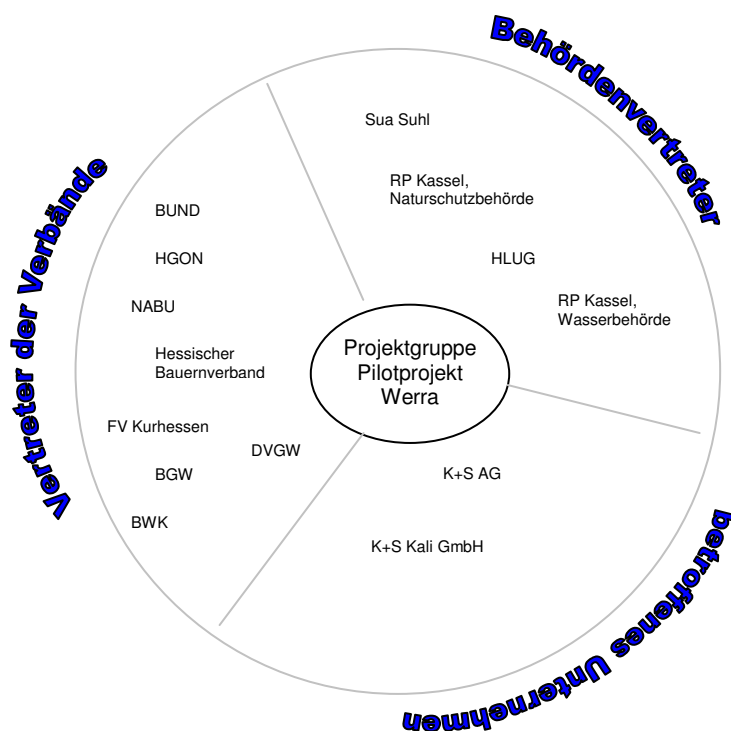 Behördenvertreter
Sua Suhl
RP Kassel,
Naturschutzbehörde
HLUG
RP Kassel,
Wasserbehörde
Vertreter der Verbände
BUND
HGON
NABU
Hessischer
Bauernverband
FV Kurhessen
DVGW
BGW
BWK
Projektgruppe
Pilotprojekt
Werra
K+S AG
K+S Kali GmbH
betroffenes Unternehmen